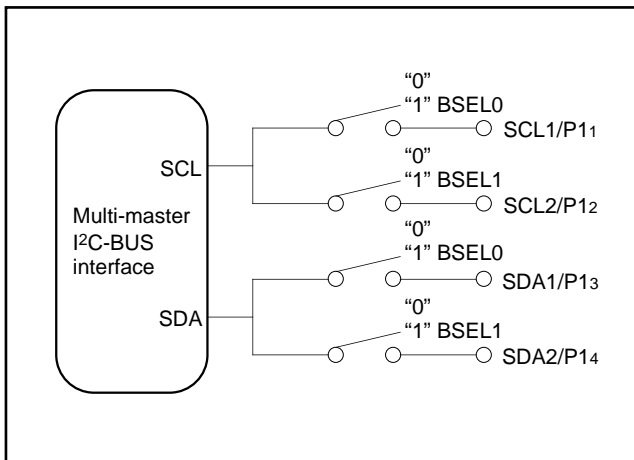 “0”
“1” BSEL0
SCL1/P11
SCL
“0”
“1” BSEL1
SCL2/P12
Multi-master
I2C-BUS
interface
“0”
“1” BSEL0
SDA1/P13
SDA
“0”
“1” BSEL1
SDA2/P14